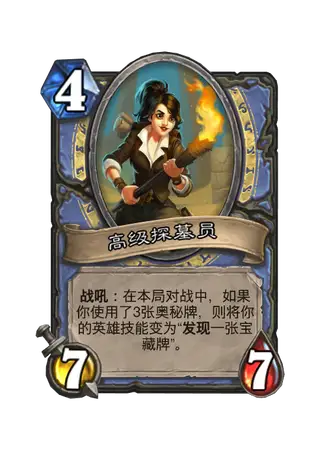 4
高级探墓员
战吼：在本局对战中，如果
你使用了3张奥秘牌，则将你
的英雄技能变为“发现一张宝
藏牌”。
7
7